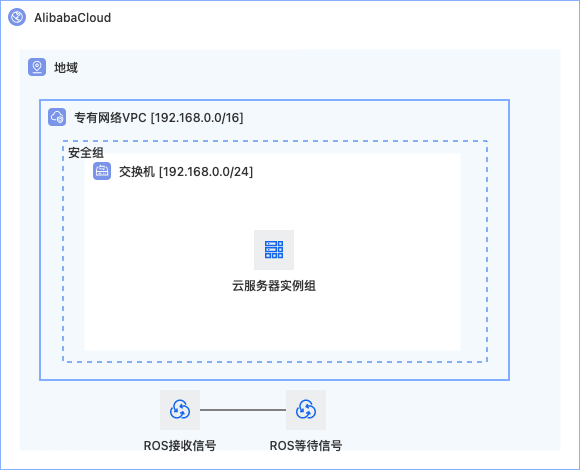 AlibabaCloud
地域
专有网络VPC [192.168.0.0/16]
安全组
交换机 [192.168.0.0/24]
云服务器实例组
ROS接收信号
ROS等待信号